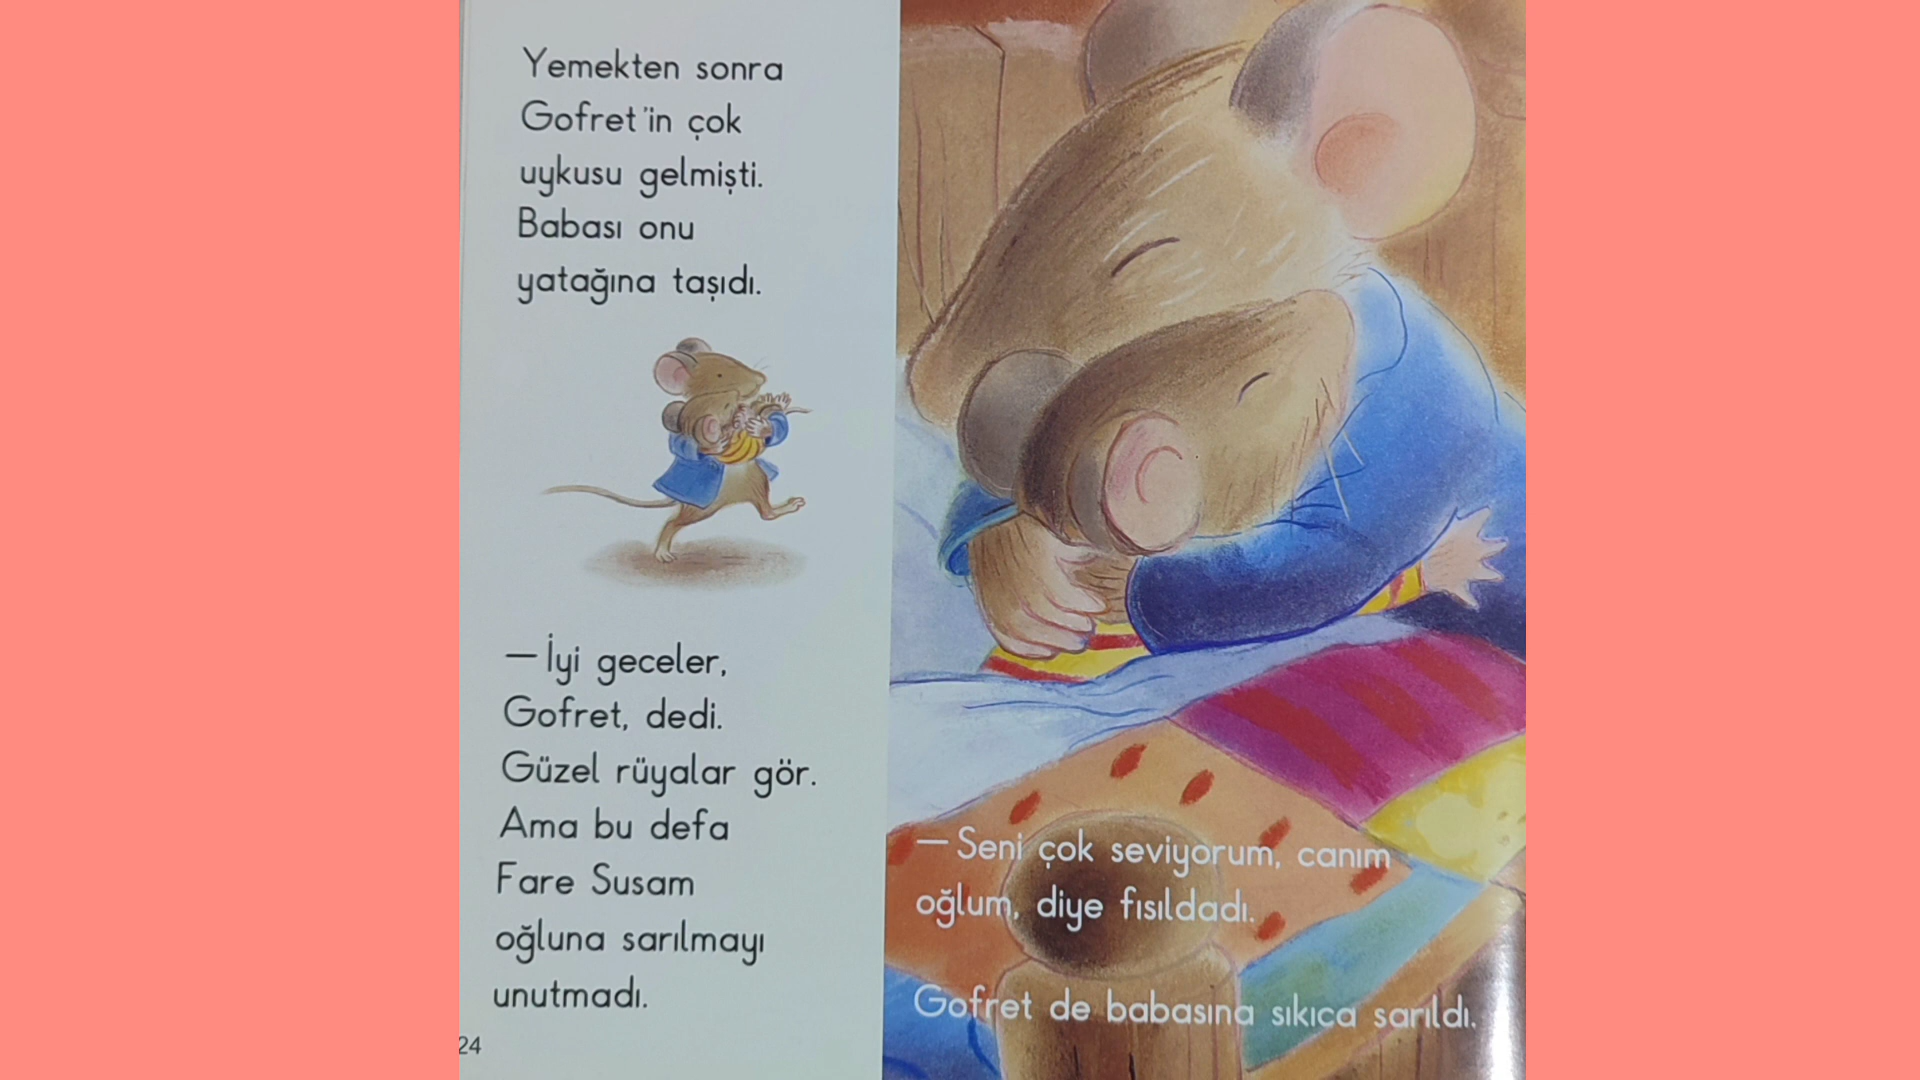 Yemekten sonra
Gofret'in çok
uykusu gelmişti.
Babası onu
yatağına taşıdı.
— İyi geceler,
Gofret, dedi.
Güzel rüyalar gör.
Ama bu defa
Fare Susam
oğluna sarılmayı
unutmadı.
24
— Seni çok seviyorum, canım
oğlum, diye fısıldadı.
Gofret de babasına sıkıca sarıldı.